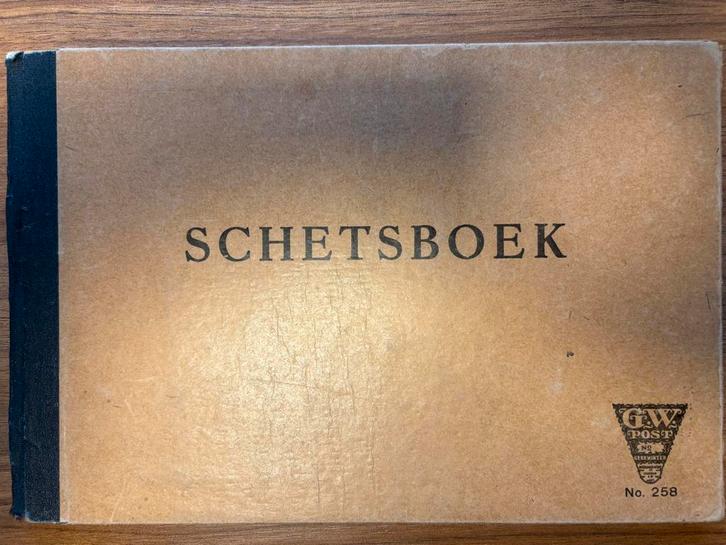 SCHETSBOEK
G.W.
POST
No. 258